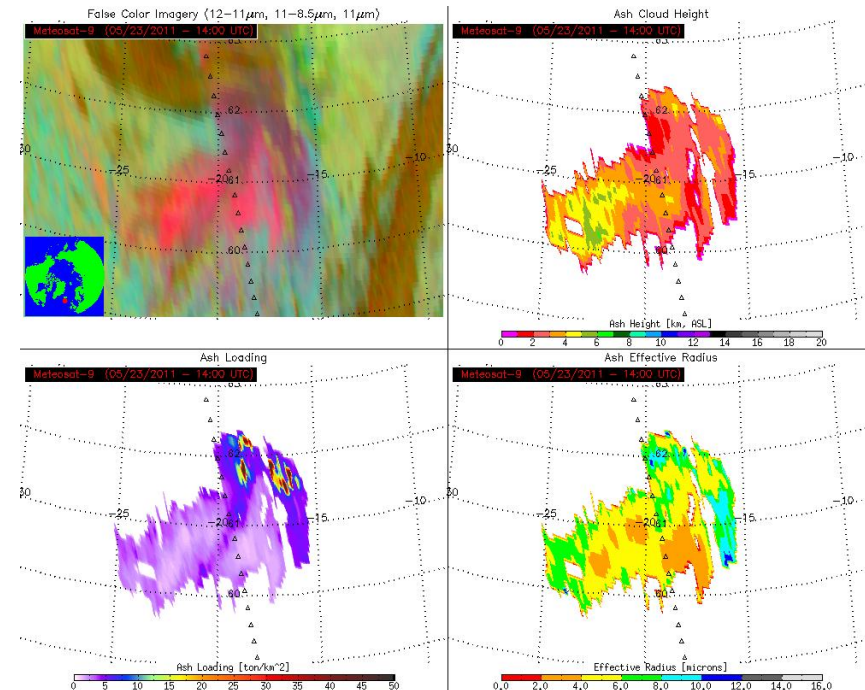 False Color Imagery (12-11μm, 11-8.5μm, 11μm)
Meteosat-9 (05/23/2011 - 14:00 UTC)
63
62
30
-25
-20
61
-15
-10
60
Ash Cloud Height
Meteosat-9 (05/23/2011 - 14:00 UTC)
63
62
30
-25
-20
61
-15
-10
60
Ash Height [km, ASL]
0 2 4 6 8 10 12 14 16 18 20
Ash Loading
Meteosat-9 (05/23/2011 - 14:00 UTC)
63
62
30
-25
-20
61
-15
-10
60
Ash Loading [ton/km^2]
0 5 10 15 20 25 30 35 40 45 50
Ash Effective Radius
Meteosat-9 (05/23/2011 - 14:00 UTC)
63
62
30
-25
-20
61
-15
-10
60
Effective Radius [microns]
0.0 2.0 4.0 6.0 8.0 10.0 12.0 14.0 16.0